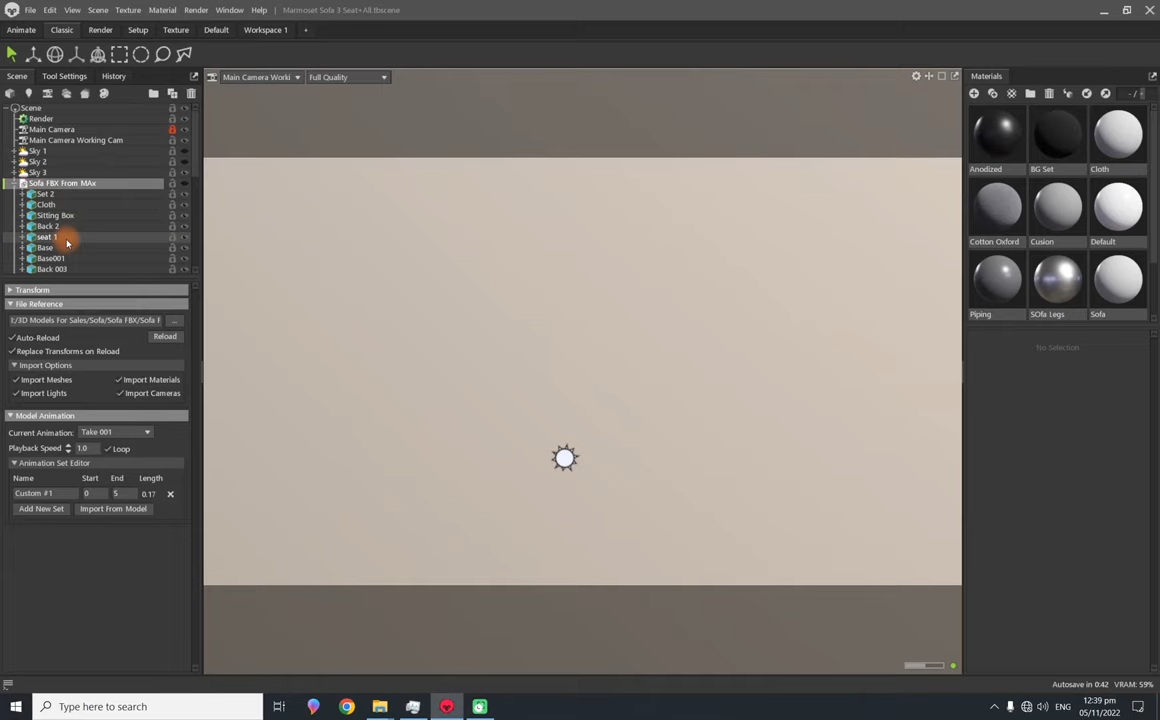 File Edit View Scene Texture Material Render Window Help Marmoset Sofa 3 Seat+All tbscene
Animate Classic Render Setup Texture Default Workspace 1 +
Scene Tool Settings History
Main Camera Worki Full Quality
Materials
- /
Scene
Render
Main Camera
Main Camera Working Cam
Sky 1
Sky 2
Sky 3
Sofa FBX From MAx
Set 2
Cloth
Sitting Box
Back 2
seat 1
Base
Base001
Back 003
Anodized BG Set Cloth
Cotton Oxford Cusion Default
Piping SOfa Legs Sofa
No Selection
Transform
File Reference
E:/3D Models For Sales/Sofa/Sofa FBX/Sofa F ...
Auto-Reload Reload
Replace Transforms on Reload
Import Options
Import Meshes Import Materials
Import Lights Import Cameras
Model Animation
Current Animation: Take 001
Playback Speed 1.0 Loop
Animation Set Editor
Name Start End Length
Custom #1 0 5 0.17
Add New Set Import From Model
Autosave in 0:42 VRAM: 59%
Type here to search
ENG
12:39 pm
05/11/2022